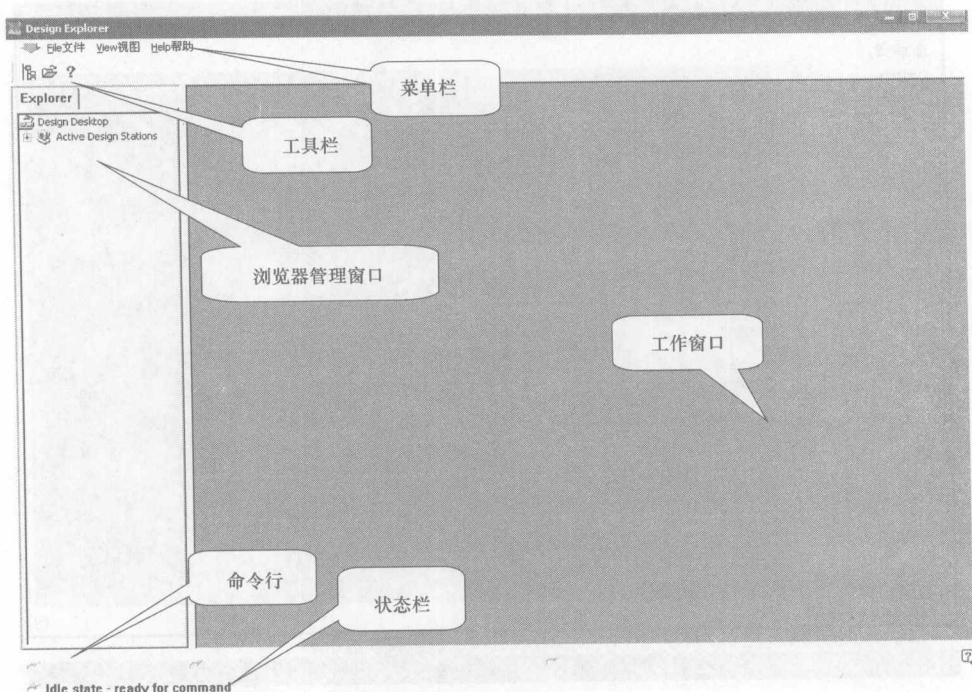 Design Explorer
File文件 View视图 Help帮助
?
菜单栏
Explorer
工具栏
Design Desktop
Active Design Stations
浏览器管理窗口
工作窗口
命令行
状态栏
?
Idle state - ready for command